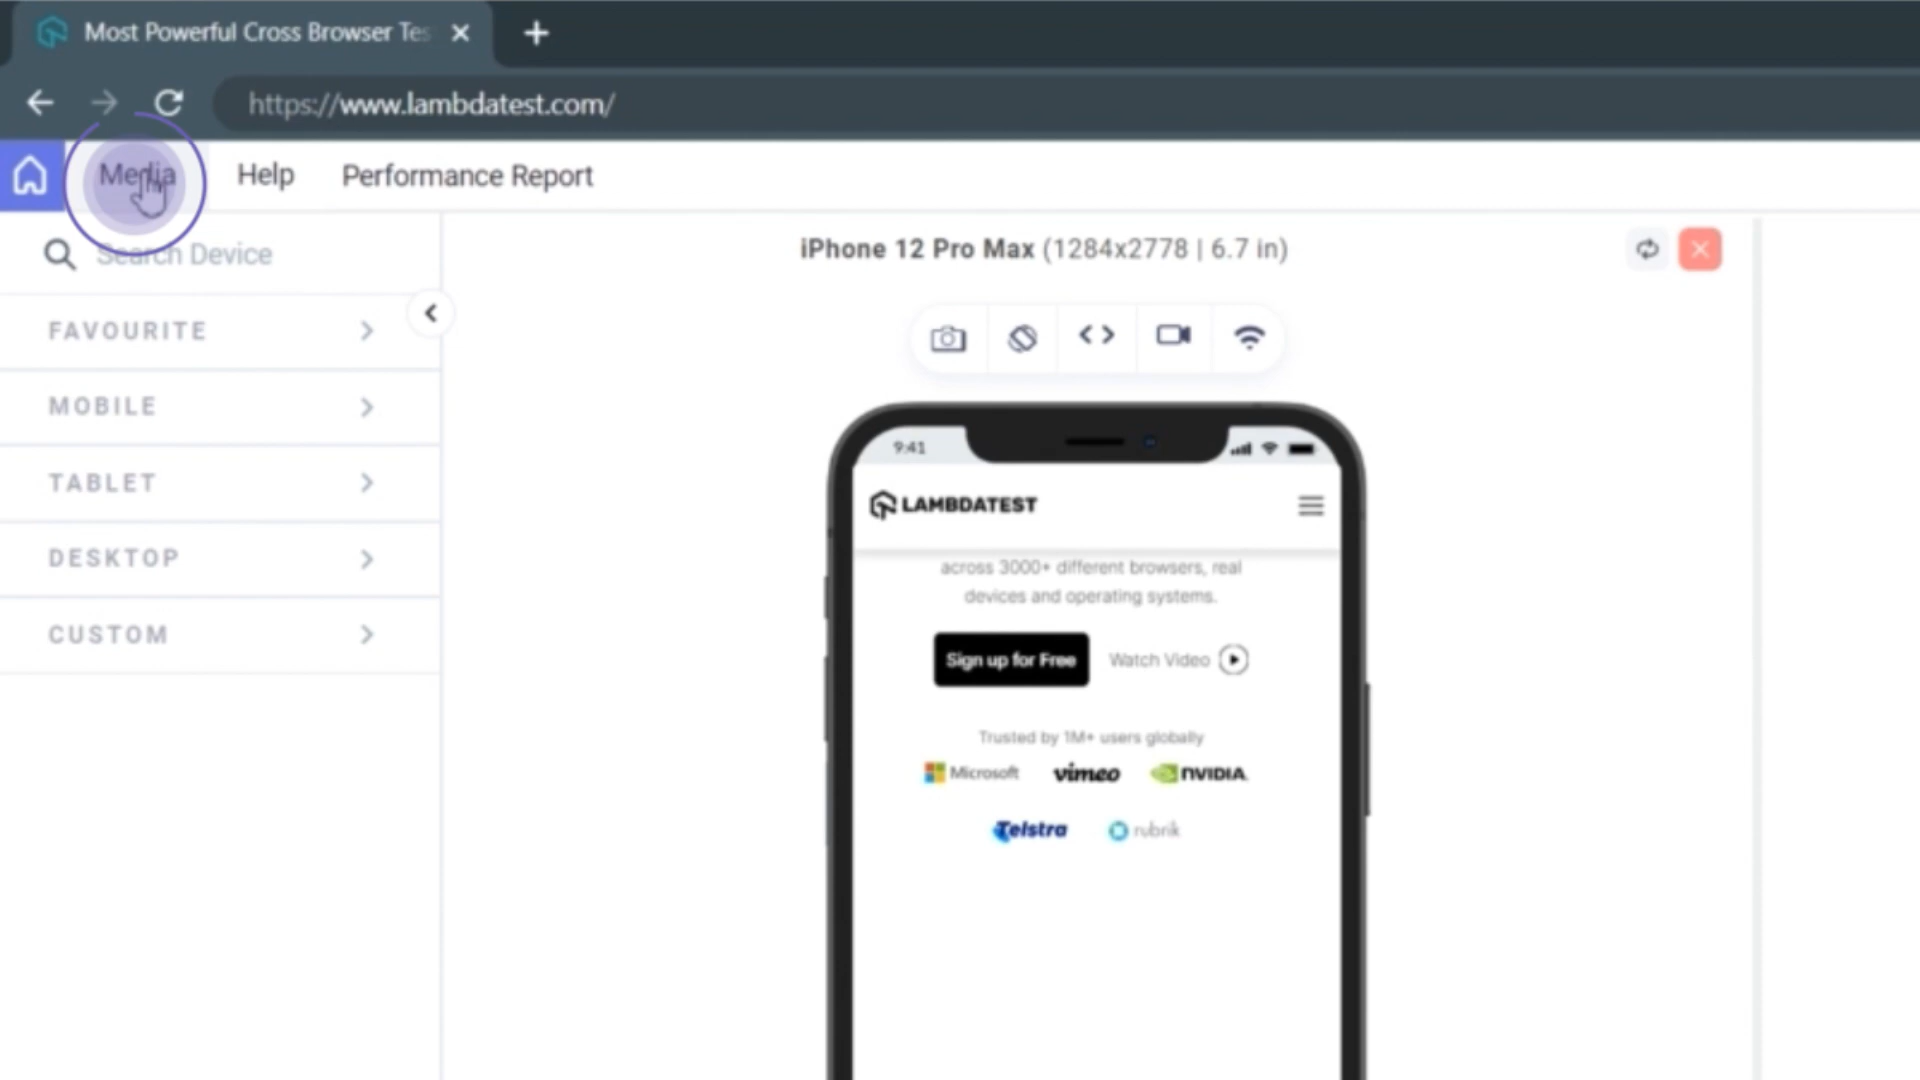 Most Powerful Cross Browser Tes
https://www.lambdatest.com/
Media Help Performance Report
Search Device
FAVOURITE
MOBILE
TABLET
DESKTOP
CUSTOM
iPhone 12 Pro Max (1284x2778 | 6.7 in)
9:41
LAMBDATEST
across 3000+ different browsers, real
devices and operating systems.
Sign up for Free Watch Video
Trusted by 1M+ users globally
Microsoft vimeo NVIDIA.
Telstra rubrik